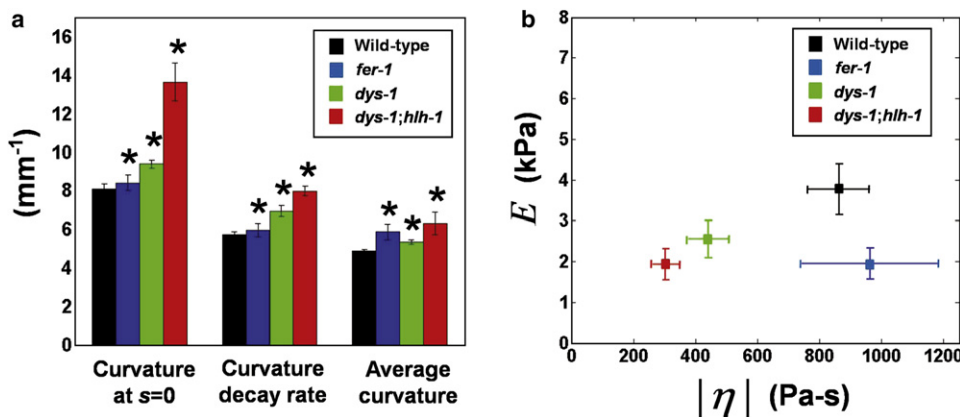 a
16
14
12
10
8
6
4
2
0
(mm⁻¹)
Wild-type
fer-1
dys-1
dys-1;hlh-1
* * * *
* * *
* * *
Curvature
at s=0
Curvature
decay rate
Average
curvature
b
8
7
6
5
4
3
2
1
0
E (kPa)
Wild-type
fer-1
dys-1
dys-1;hlh-1
0 200 400 600 800 1000 1200
|η| (Pa-s)